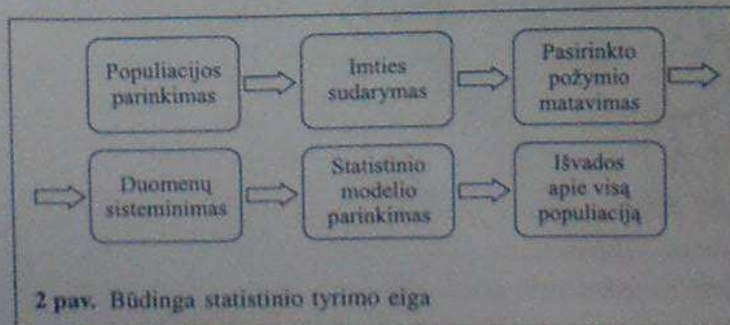 Populiacijos
parinkimas
Imties
sudarymas
Pasirinkto
požymio
matavimas
Duomenų
sisteminimas
Statistinio
modelio
parinkimas
Išvados
apie visą
populiaciją
2 pav. Būdinga statistinio tyrimo eiga